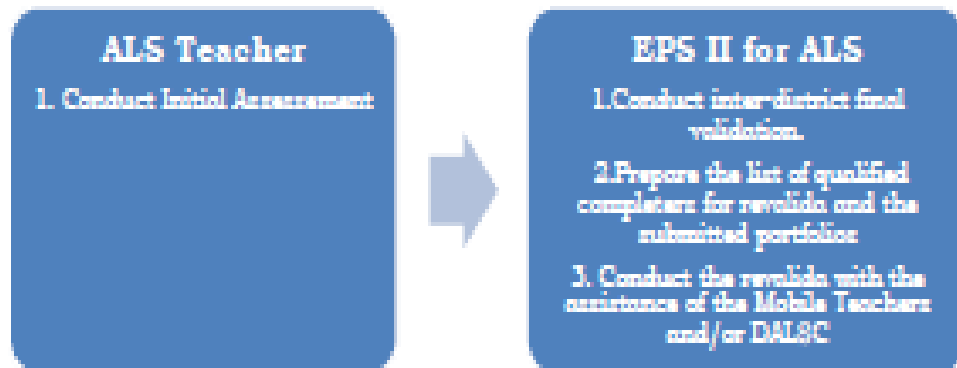 ALS Teacher
1. Conduct Initial Assessment
EPS II for ALS
1.Conduct inter-district final
validation.
2.Prepare the list of qualified
completers for revalida and the
submitted portfolios
3. Conduct the revalida with the
assistance of the Mobile Teachers
and/or DALSC